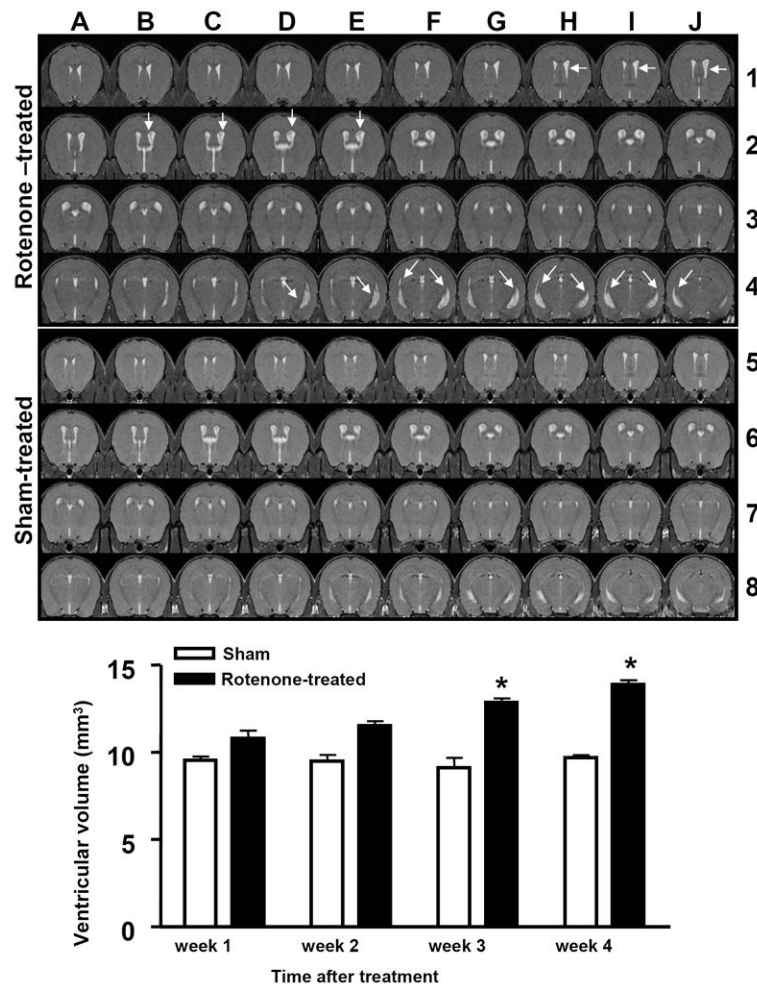 A B C D E F G H I J
Rotenone –treated
1
2
3
4
Sham-treated
5
6
7
8
Sham
Rotenone-treated
Ventricular volume (mm³)
15
10
5
0
*
*
week 1 week 2 week 3 week 4
Time after treatment